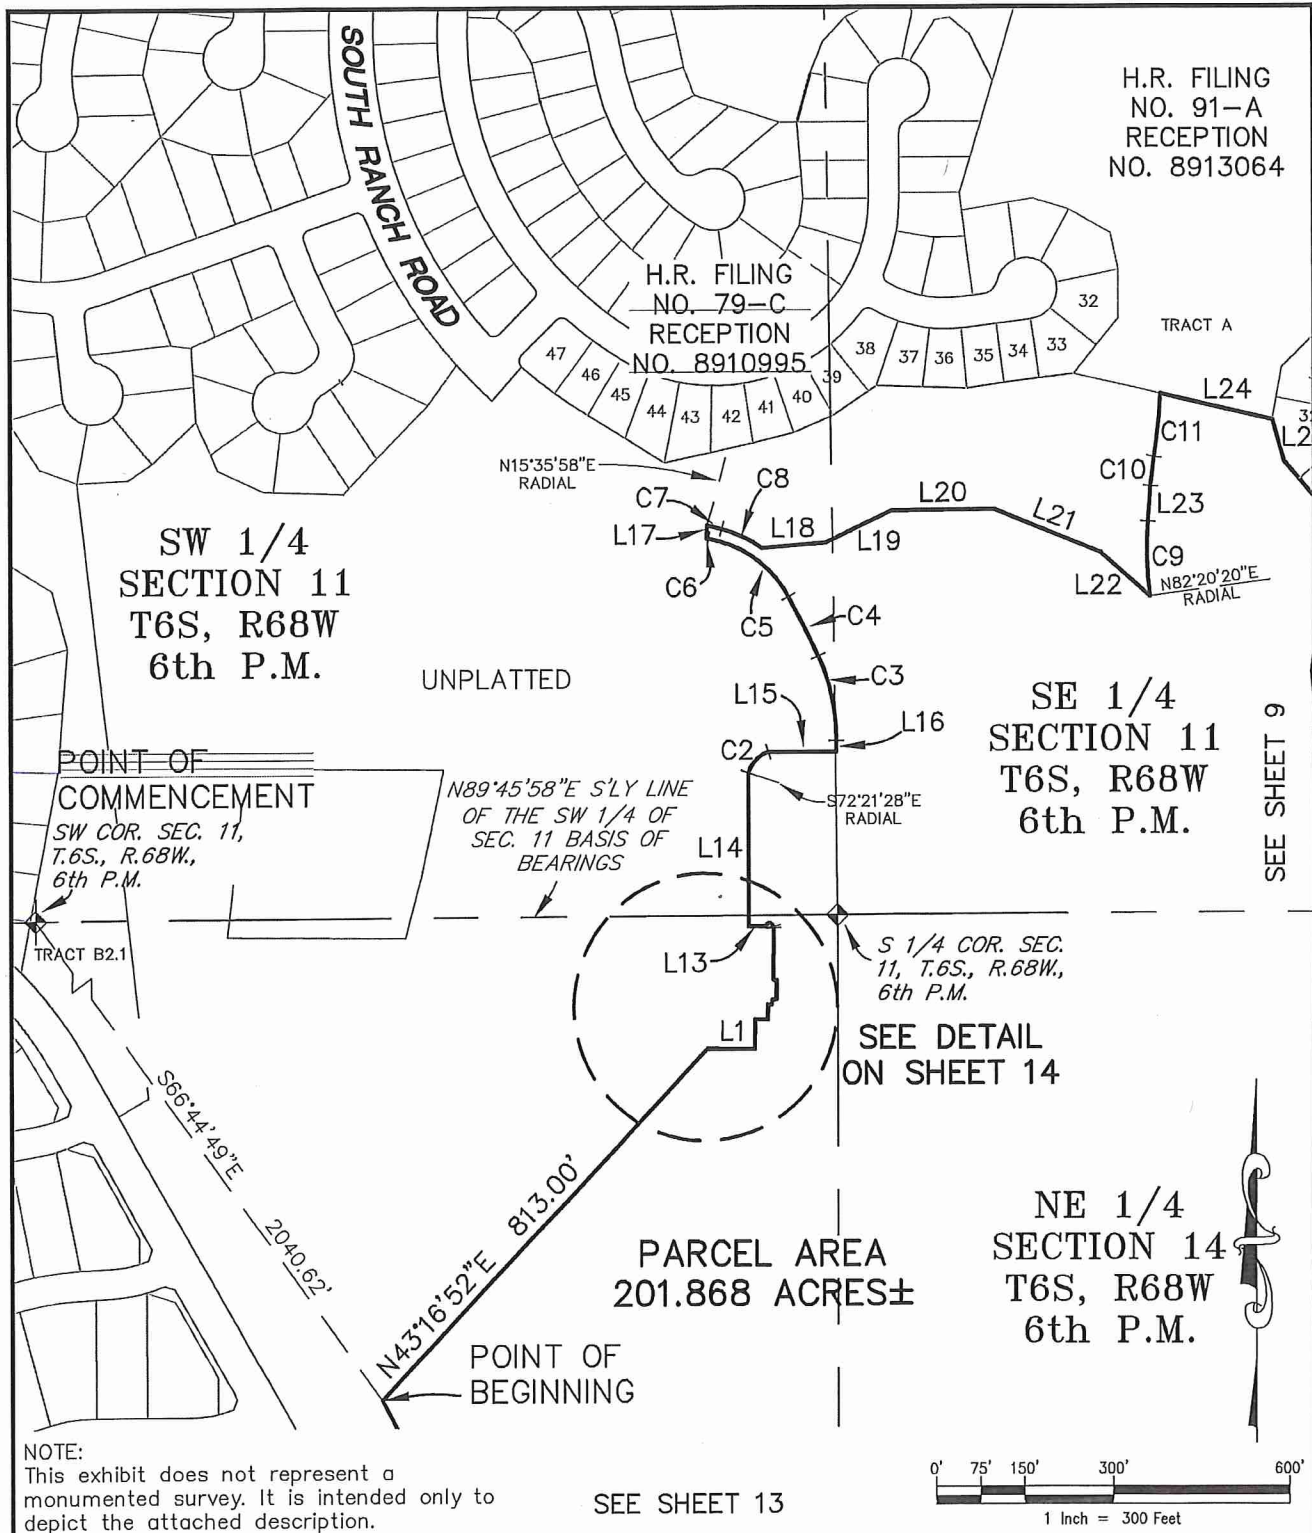 SOUTH RANCH ROAD
H.R. FILING
NO. 91-A
RECEPTION
NO. 8913064
H.R. FILING
NO. 79-C
RECEPTION
NO. 8910995
32
33
34
35
36
37
38
39
40
41
42
43
44
45
46
47
TRACT A
L24
C11
C10
L23
C9
N82°20'20"E
RADIAL
L22
L21
L20
L19
L18
N15°35'58"E
RADIAL
C7
C8
L17
C6
C5
C4
C3
L15
L16
C2
S72°21'28"E
RADIAL
L14
SW 1/4
SECTION 11
T6S, R68W
6th P.M.
UNPLATTED
SE 1/4
SECTION 11
T6S, R68W
6th P.M.
SEE SHEET 9
POINT OF
COMMENCEMENT
SW COR. SEC. 11,
T.6S., R.68W.,
6th P.M.
N89°45'58"E S'LY LINE
OF THE SW 1/4 OF
SEC. 11 BASIS OF
BEARINGS
TRACT B2.1
L13
S 1/4 COR. SEC.
11, T.6S., R.68W.,
6th P.M.
L1
SEE DETAIL
ON SHEET 14
S66°44'49"E
2040.62'
N43°16'52"E 813.00'
PARCEL AREA
201.868 ACRES±
NE 1/4
SECTION 14
T6S, R68W
6th P.M.
POINT OF
BEGINNING
NOTE:
This exhibit does not represent a
monumented survey. It is intended only to
depict the attached description.
SEE SHEET 13
0' 75' 150' 300' 600'
1 Inch = 300 Feet